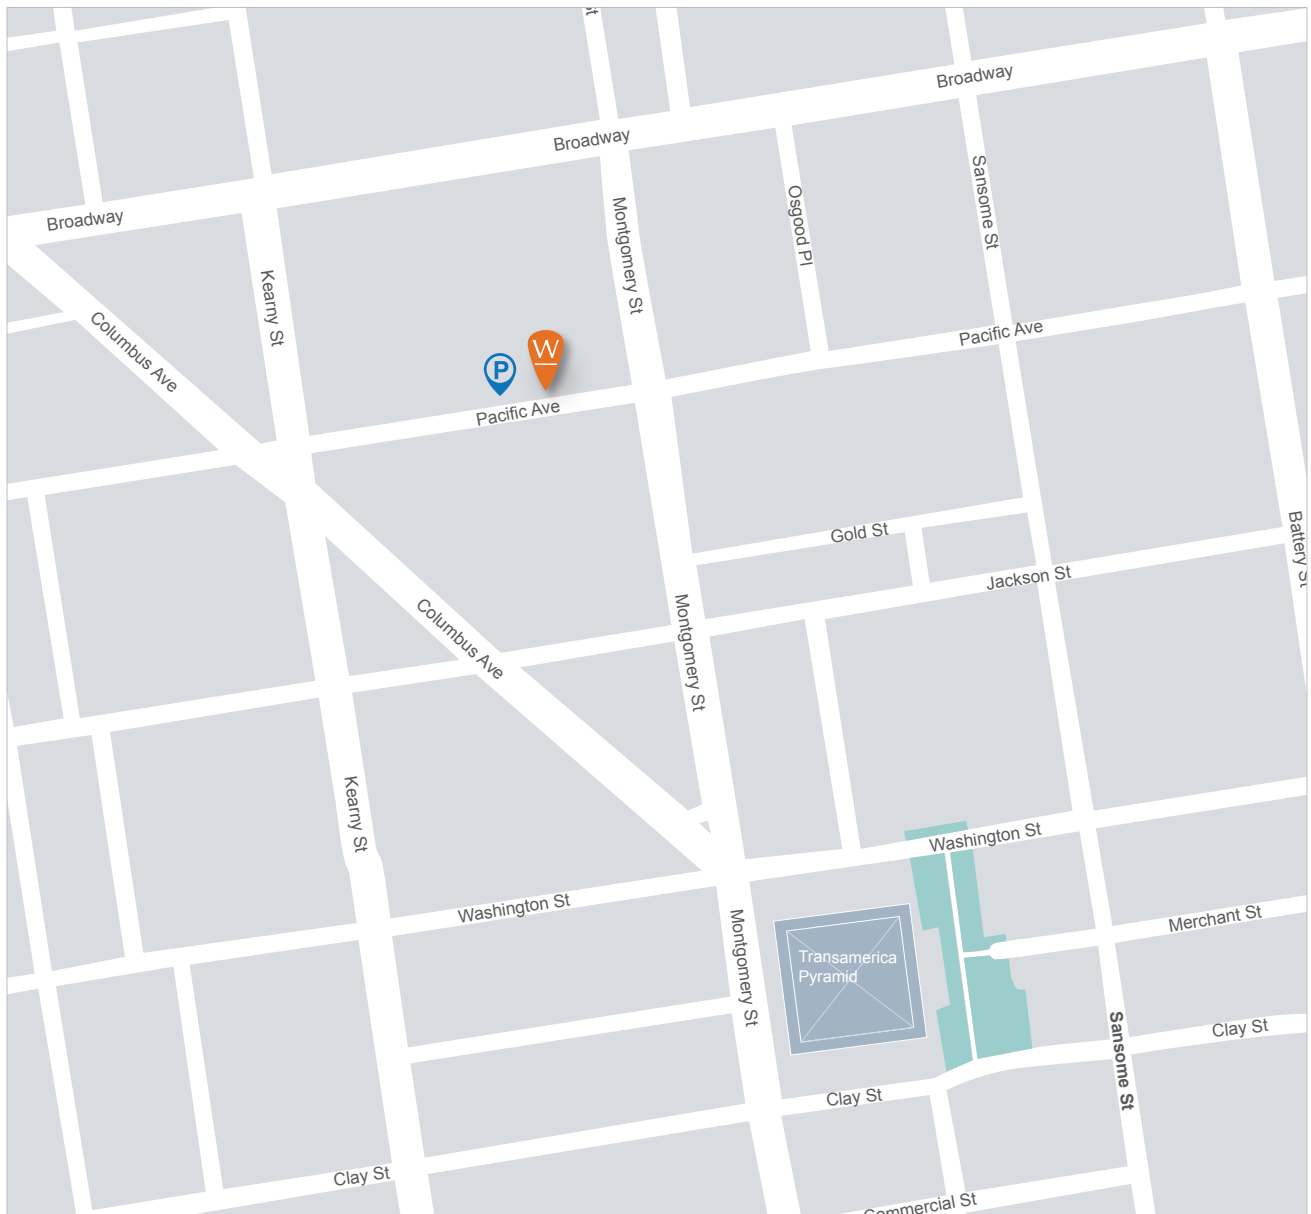 st
Broadway
Broadway
Broadway
Sansome St
Osgood Pl
Montgomery St
Kearny St
Columbus Ave
Pacific Ave
W
P
Pacific Ave
Gold St
Battery St
Jackson St
Columbus Ave
Montgomery St
Kearny St
Washington St
Washington St
Merchant St
Montgomery St
Transamerica
Pyramid
Sansome St
Clay St
Clay St
Clay St
Commercial St